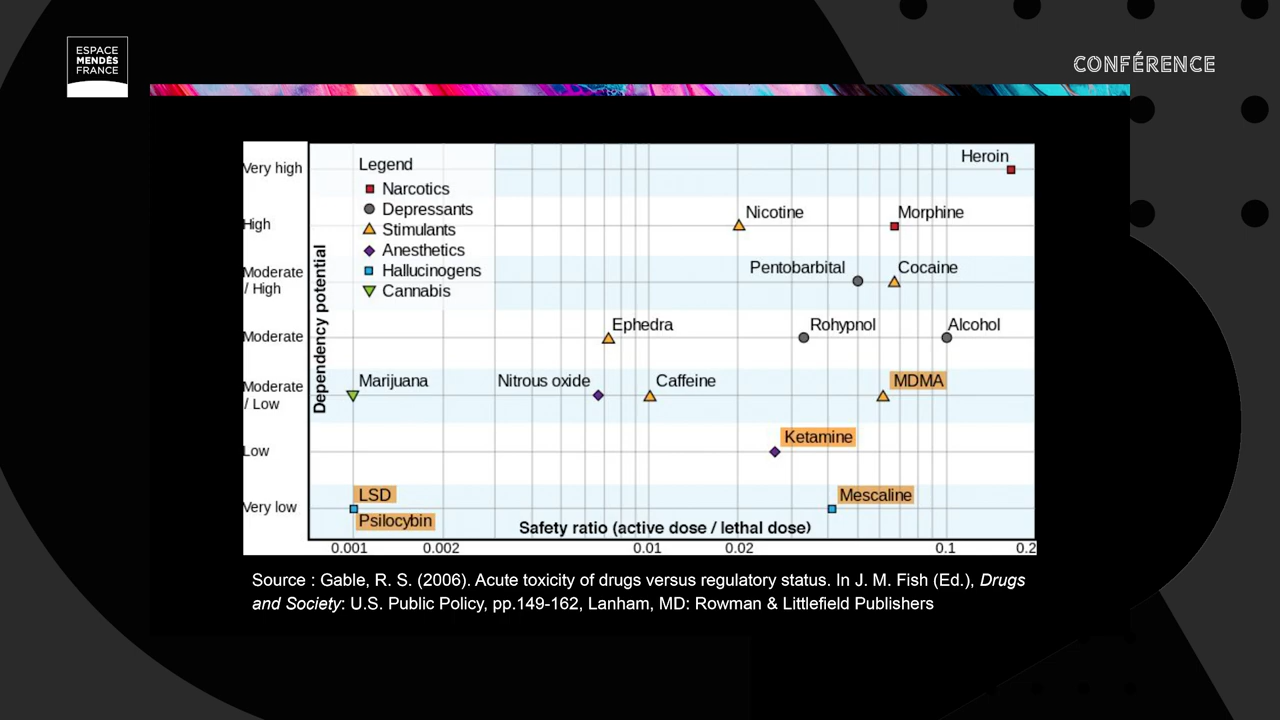 ESPACE
MENDÈS
FRANCE
CONFÉRENCE
Very high
High
Moderate
/ High
Moderate
Moderate
/ Low
Low
Very low
Dependency potential
Legend
Narcotics
Depressants
Stimulants
Anesthetics
Hallucinogens
Cannabis
Heroin
Nicotine
Morphine
Pentobarbital
Cocaine
Ephedra
Rohypnol
Alcohol
Marijuana
Nitrous oxide
Caffeine
MDMA
Ketamine
LSD
Mescaline
Psilocybin
Safety ratio (active dose / lethal dose)
0.001 0.002 0.01 0.02 0.1 0.2
Source : Gable, R. S. (2006). Acute toxicity of drugs versus regulatory status. In J. M. Fish (Ed.), Drugs
and Society: U.S. Public Policy, pp.149-162, Lanham, MD: Rowman & Littlefield Publishers